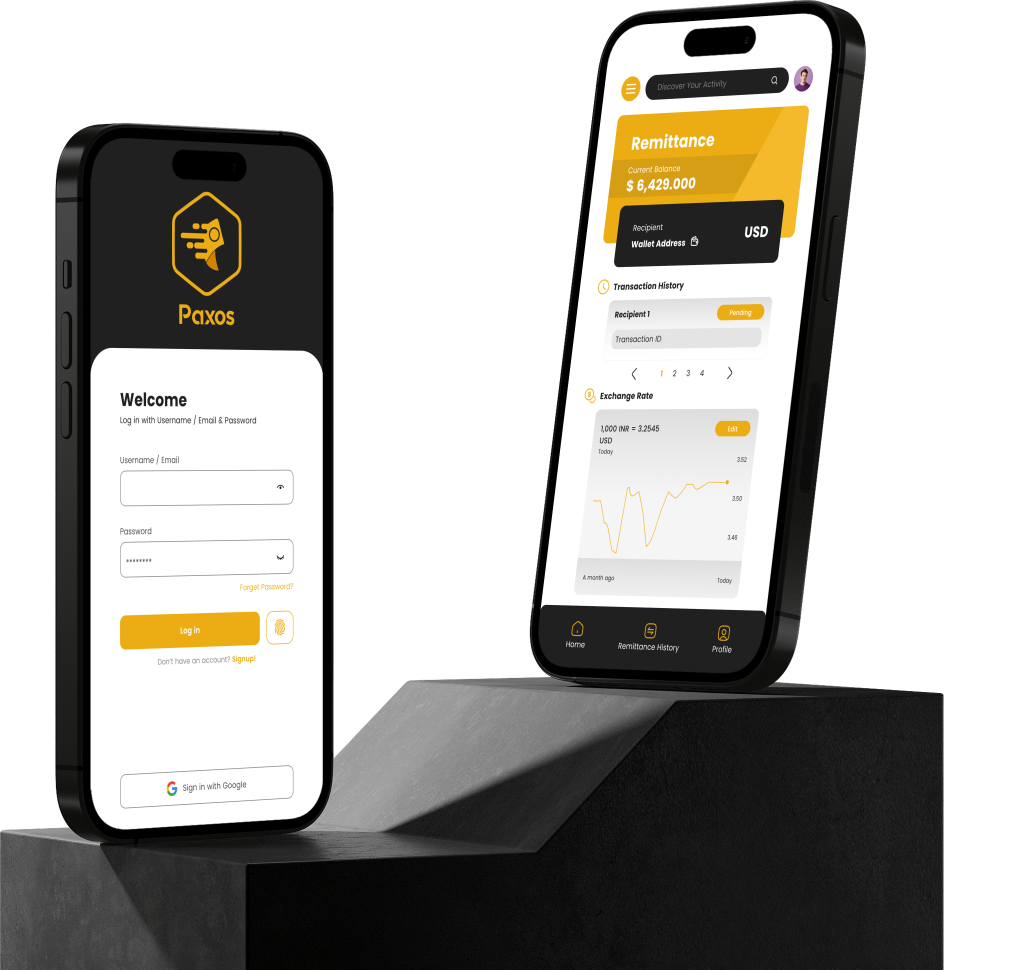 Paxos
Welcome
Log in with Username / Email & Password
Username / Email
Password
********
Forget Password?
Log in
Don't have an account? Signup!
Sign in with Google
Discover Your Activity
Remittance
Current Balance
$ 6,429.000
Recipient
Wallet Address
USD
Transaction History
Recipient 1
Pending
Transaction ID
1 2 3 4
Exchange Rate
1,000 INR = 3.2545
USD
Edit
Today
3.52
3.50
3.46
A month ago
Today
Home
Remittance History
Profile